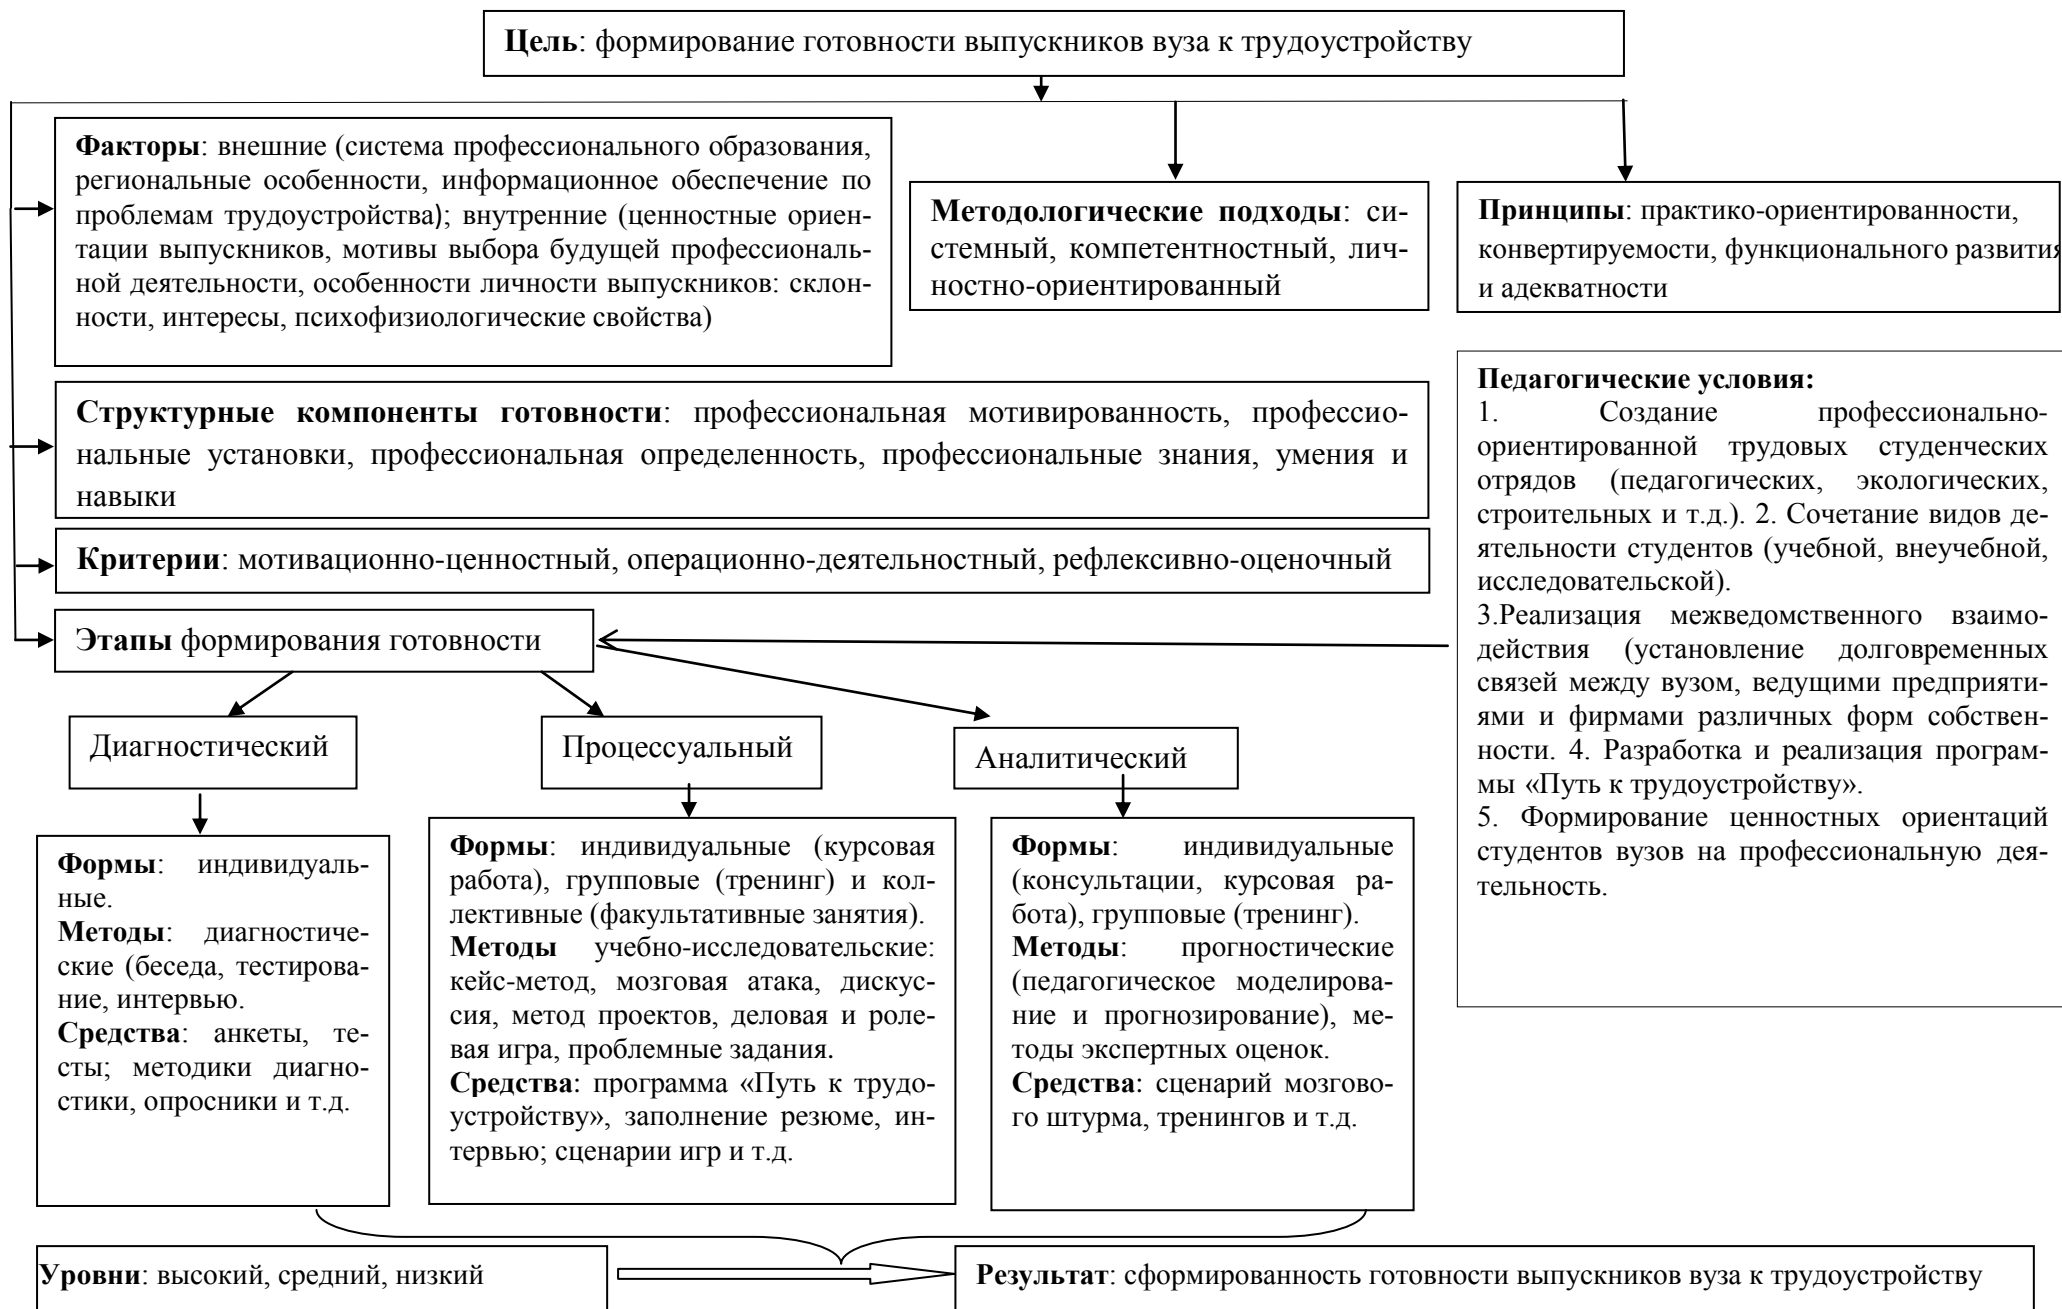 Цель: формирование готовности выпускников вуза к трудоустройству
Факторы: внешние (система профессионального образования,
региональные особенности, информационное обеспечение по
проблемам трудоустройства); внутренние (ценностные ориен-
тации выпускников, мотивы выбора будущей профессиональ-
ной деятельности, особенности личности выпускников: склон-
ности, интересы, психофизиологические свойства)
Методологические подходы: си-
стемный, компетентностный, лич-
ностно-ориентированный
Принципы: практико-ориентированности,
конвертируемости, функционального развития
и адекватности
Структурные компоненты готовности: профессиональная мотивированность, профессио-
нальные установки, профессиональная определенность, профессиональные знания, умения и
навыки
Критерии: мотивационно-ценностный, операционно-деятельностный, рефлексивно-оценочный
Этапы формирования готовности
Педагогические условия:
1. Создание профессионально-
ориентированной трудовых студенческих
отрядов (педагогических, экологических,
строительных и т.д.). 2. Сочетание видов де-
ятельности студентов (учебной, внеучебной,
исследовательской).
3.Реализация межведомственного взаимо-
действия (установление долговременных
связей между вузом, ведущими предприяти-
ями и фирмами различных форм собствен-
ности. 4. Разработка и реализация програм-
мы «Путь к трудоустройству».
5. Формирование ценностных ориентаций
студентов вузов на профессиональную дея-
тельность.
Диагностический
Процессуальный
Аналитический
Формы: индивидуаль-
ные.
Методы: диагностиче-
ские (беседа, тестирова-
ние, интервью.
Средства: анкеты, те-
сты; методики диагно-
стики, опросники и т.д.
Формы: индивидуальные (курсовая
работа), групповые (тренинг) и кол-
лективные (факультативные занятия).
Методы учебно-исследовательские:
кейс-метод, мозговая атака, дискус-
сия, метод проектов, деловая и роле-
вая игра, проблемные задания.
Средства: программа «Путь к трудо-
устройству», заполнение резюме, ин-
тервью; сценарии игр и т.д.
Формы: индивидуальные
(консультации, курсовая ра-
бота), групповые (тренинг).
Методы: прогностические
(педагогическое моделирова-
ние и прогнозирование), ме-
тоды экспертных оценок.
Средства: сценарий мозгово-
го штурма, тренингов и т.д.
Уровни: высокий, средний, низкий
Результат: сформированность готовности выпускников вуза к трудоустройству